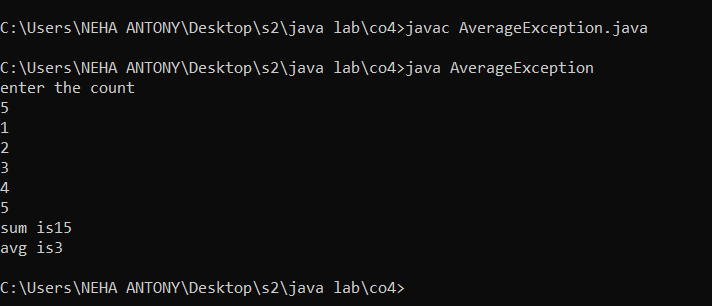 C:\Users\NEHA ANTONY\Desktop\s2\java lab\co4>javac AverageException.java
C:\Users\NEHA ANTONY\Desktop\s2\java lab\co4>java AverageException
enter the count
5
1
2
3
4
5
sum is15
avg is3
C:\Users\NEHA ANTONY\Desktop\s2\java lab\co4>